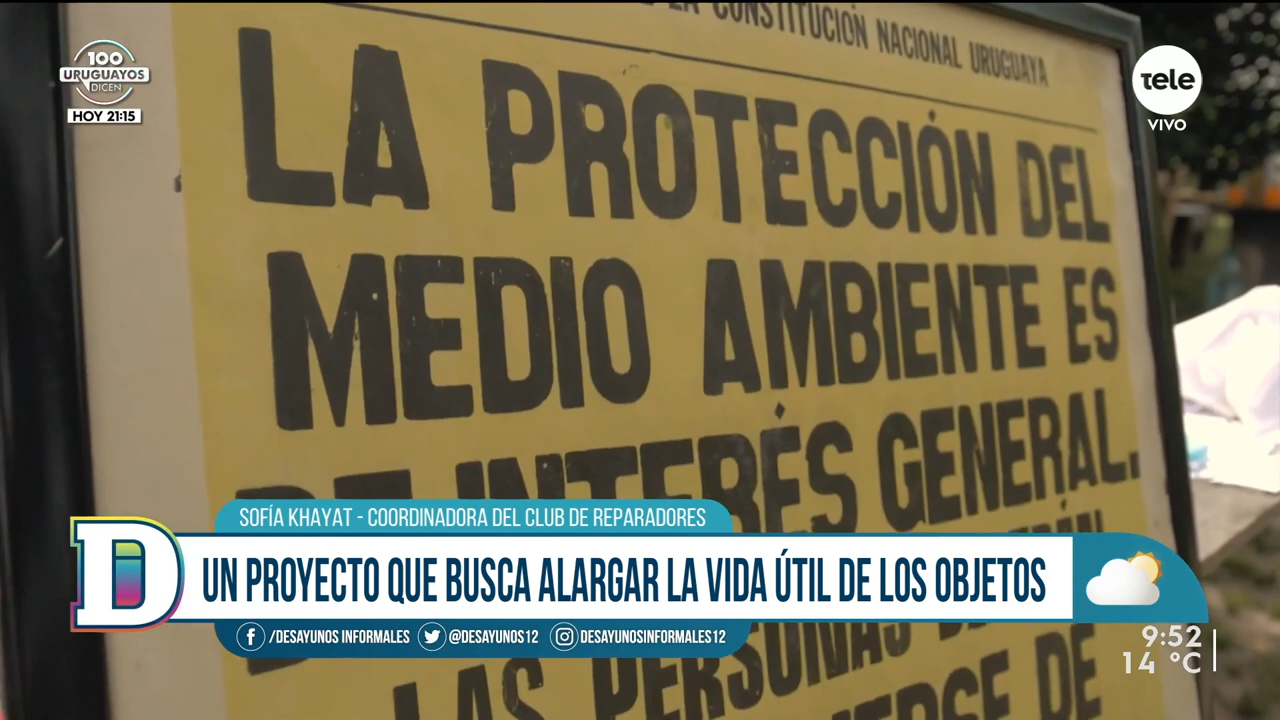 100
URUGUAYOS
DICEN
HOY 21:15
tele
VIVO
LA CONSTITUCIÓN NACIONAL URUGUAYA
LA PROTECCIÓN DEL
MEDIO AMBIENTE ES
DE INTERÉS GENERAL.
SOFÍA KHAYAT - COORDINADORA DEL CLUB DE REPARADORES
D
UN PROYECTO QUE BUSCA ALARGAR LA VIDA ÚTIL DE LOS OBJETOS
/DESAYUNOS INFORMALES @DESAYUNOS12 DESAYUNOSINFORMALES12
LAS PERSONAS
DE
9:52
14 °C